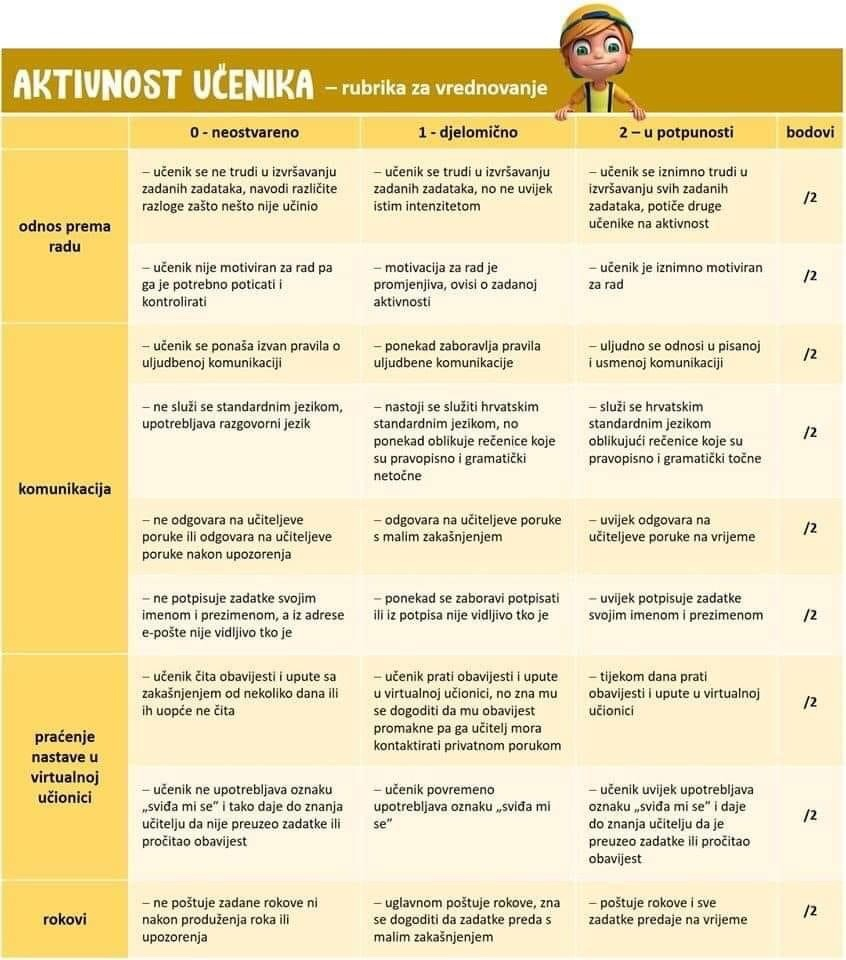 AKTIVNOST UČENIKA – rubrika za vrednovanje
0 - neostvareno
1 - djelomično
2 – u potpunosti
bodovi
odnos prema
radu
– učenik se ne trudi u izvršavanju
zadanih zadataka, navodi različite
razloge zašto nešto nije učinio
– učenik se trudi u izvršavanju
zadanih zadataka, no ne uvijek
istim intenzitetom
– učenik se iznimno trudi u
izvršavanju svih zadanih
zadataka, potiče druge
učenike na aktivnost
/2
– učenik nije motiviran za rad pa
ga je potrebno poticati i
kontrolirati
– motivacija za rad je
promjenjiva, ovisi o zadanoj
aktivnosti
– učenik je iznimno motiviran
za rad
/2
komunikacija
– učenik se ponaša izvan pravila o
uljudbenoj komunikaciji
– ponekad zaboravlja pravila
uljudbene komunikacije
– uljudno se odnosi u pisanoj
i usmenoj komunikaciji
/2
– ne služi se standardnim jezikom,
upotrebljava razgovorni jezik
– nastoji se služiti hrvatskim
standardnim jezikom, no
ponekad oblikuje rečenice koje
su pravopisno i gramatički
netočne
– služi se hrvatskim
standardnim jezikom
oblikujući rečenice koje su
pravopisno i gramatički točne
/2
– ne odgovara na učiteljeve
poruke ili odgovara na učiteljeve
poruke nakon upozorenja
– odgovara na učiteljeve poruke
s malim zakašnjenjem
– uvijek odgovara na
učiteljeve poruke na vrijeme
/2
– ne potpisuje zadatke svojim
imenom i prezimenom, a iz adrese
e-pošte nije vidljivo tko je
– ponekad se zaboravi potpisati
ili iz potpisa nije vidljivo tko je
– uvijek potpisuje zadatke
svojim imenom i prezimenom
/2
praćenje
nastave u
virtualnoj
učionici
– učenik čita obavijesti i upute sa
zakašnjenjem od nekoliko dana ili
ih uopće ne čita
– učenik prati obavijesti i upute
u virtualnoj učionici, no zna mu
se dogoditi da mu obavijest
promakne pa ga učitelj mora
kontaktirati privatnom porukom
– tijekom dana prati
obavijesti i upute u virtualnoj
učionici
/2
– učenik ne upotrebljava oznaku
„sviđa mi se” i tako daje do znanja
učitelju da nije preuzeo zadatke ili
pročitao obavijest
– učenik povremeno
upotrebljava oznaku „sviđa mi
se”
– učenik uvijek upotrebljava
oznaku „sviđa mi se” i daje
do znanja učitelju da je
preuzeo zadatke ili pročitao
obavijest
/2
rokovi
– ne poštuje zadane rokove ni
nakon produženja roka ili
upozorenja
– uglavnom poštuje rokove, zna
se dogoditi da zadatke preda s
malim zakašnjenjem
– poštuje rokove i sve
zadatke predaje na vrijeme
/2